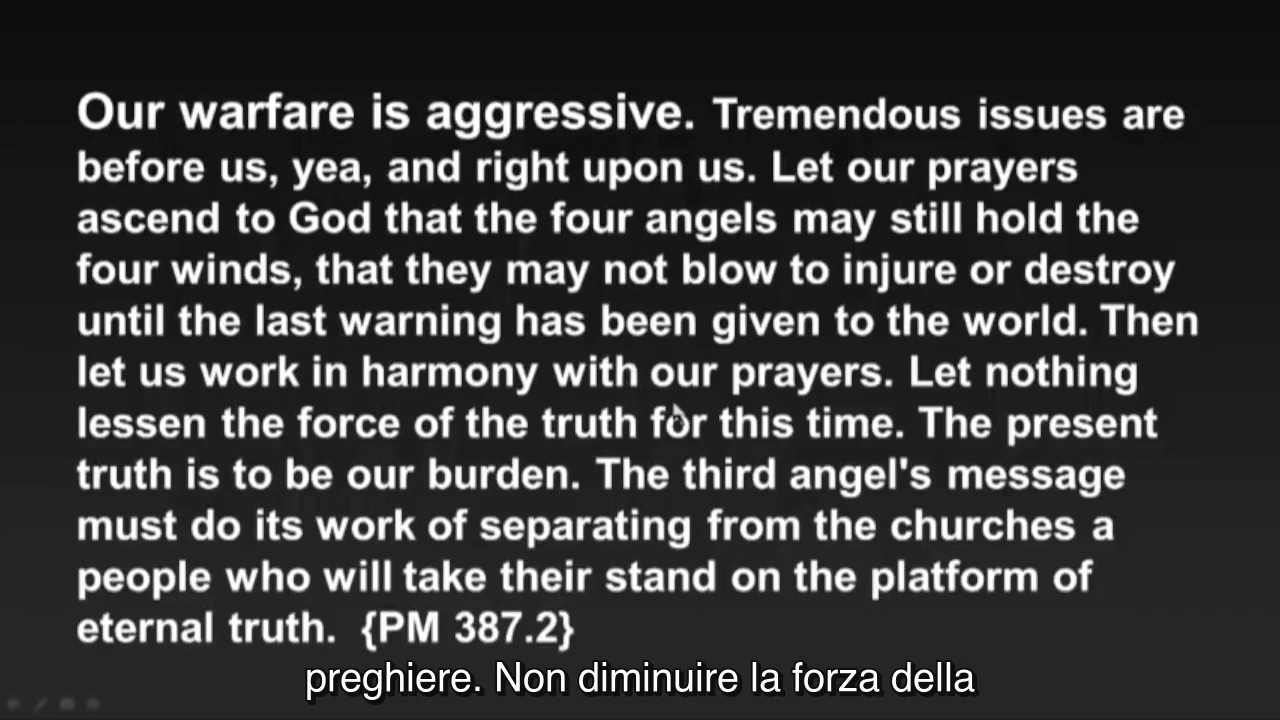 Our warfare is aggressive. Tremendous issues are
before us, yea, and right upon us. Let our prayers
ascend to God that the four angels may still hold the
four winds, that they may not blow to injure or destroy
until the last warning has been given to the world. Then
let us work in harmony with our prayers. Let nothing
lessen the force of the truth for this time. The present
truth is to be our burden. The third angel's message
must do its work of separating from the churches a
people who will take their stand on the platform of
eternal truth. {PM 387.2}
preghiere. Non diminuire la forza della